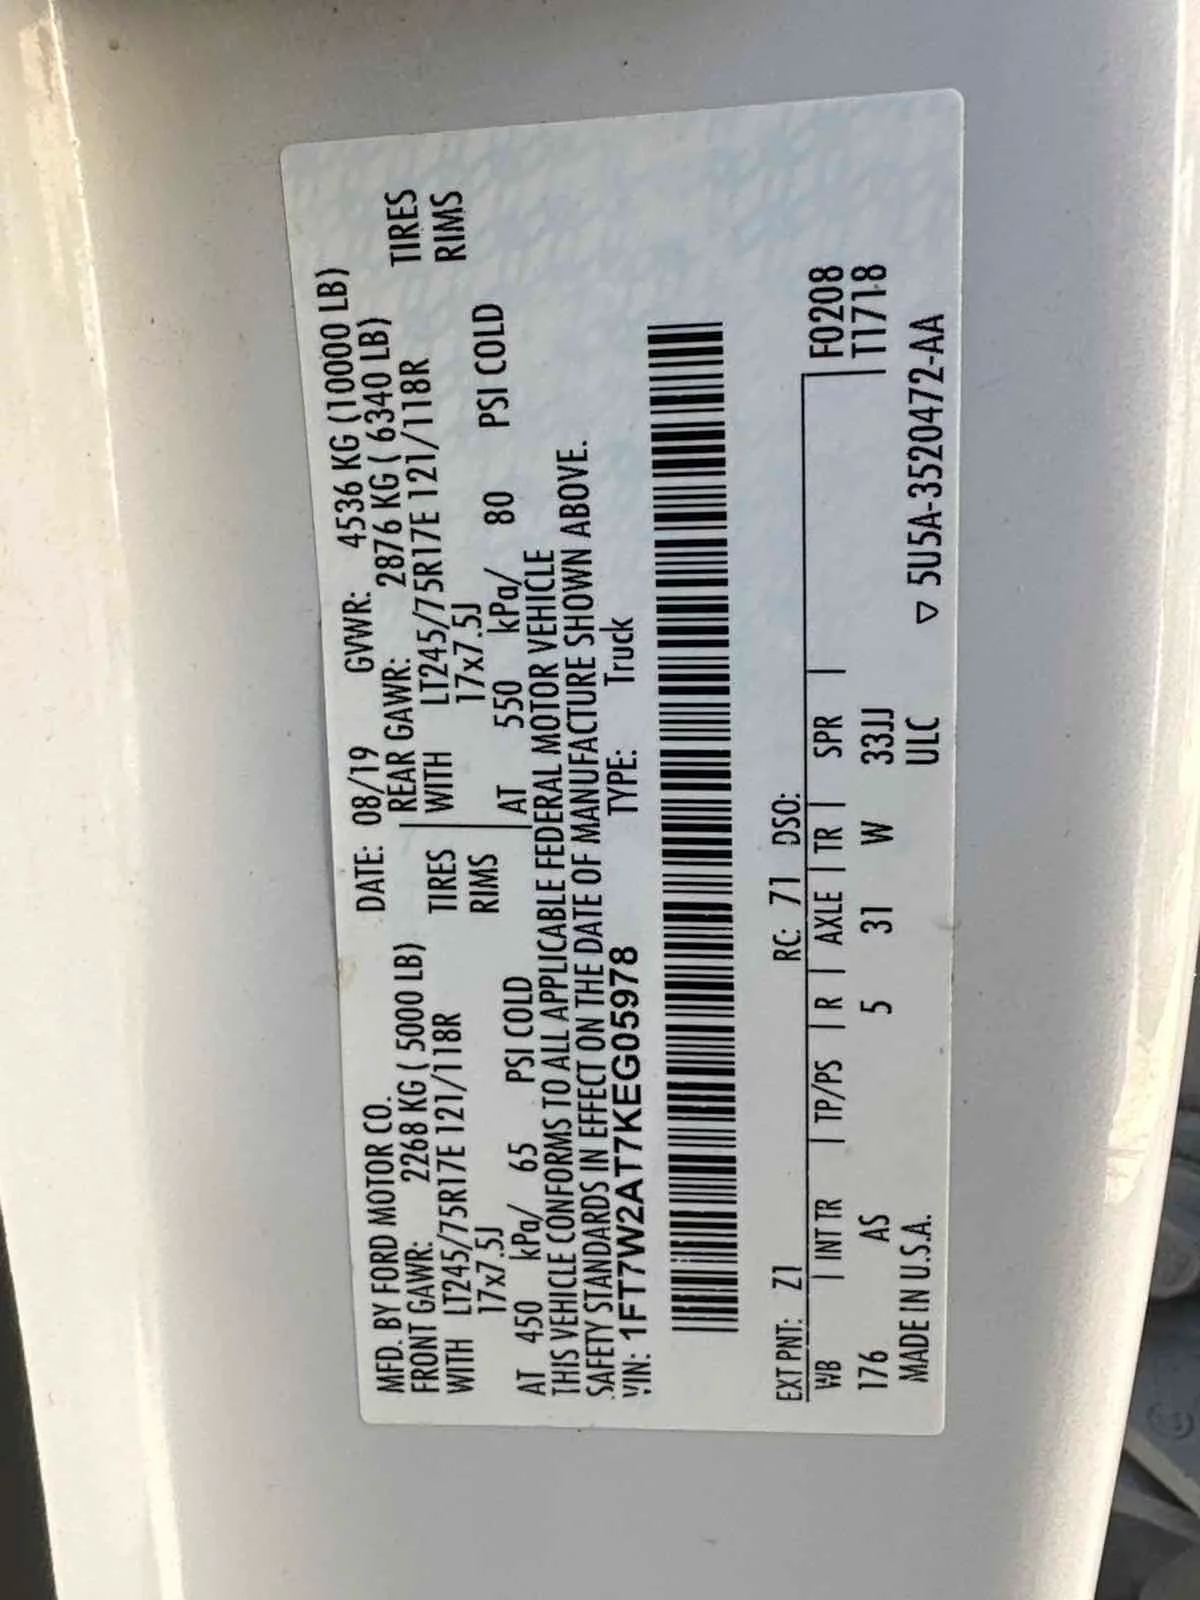 MFD. BY FORD MOTOR CO. DATE: 08/19 GVWR: 4536 KG (10000 LB)
FRONT GAWR: 2268 KG ( 5000 LB) REAR GAWR: 2876 KG ( 6340 LB)
WITH LT245/75R17E 121/118R TIRES WITH LT245/75R17E 121/118R TIRES
17x7.5J RIMS 17x7.5J RIMS
AT 450 kPa/ 65 PSI COLD AT 550 kPa/ 80 PSI COLD
THIS VEHICLE CONFORMS TO ALL APPLICABLE FEDERAL MOTOR VEHICLE
SAFETY STANDARDS IN EFFECT ON THE DATE OF MANUFACTURE SHOWN ABOVE.
VIN: 1FT7W2AT7KEG05978 TYPE: Truck
EXT PNT: Z1 RC: 71 DSO:
WB | INT TR | TP/PS | R | AXLE | TR | SPR | F0208
176 AS 5 31 W 33JJ T1718
MADE IN U.S.A. ULC ▽ 5U5A-3520472-AA